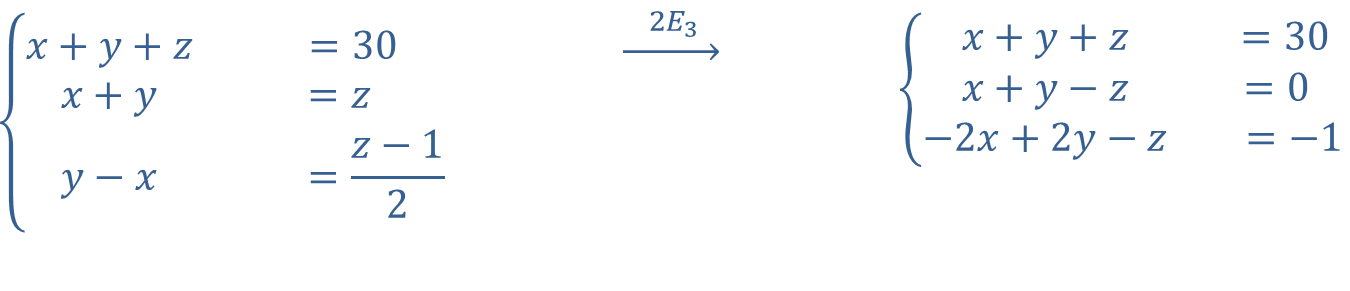 x + y + z = 30
x + y = z
y − x = (z − 1)/2
2E₃ →
x + y + z = 30
x + y − z = 0
−2x + 2y − z = −1